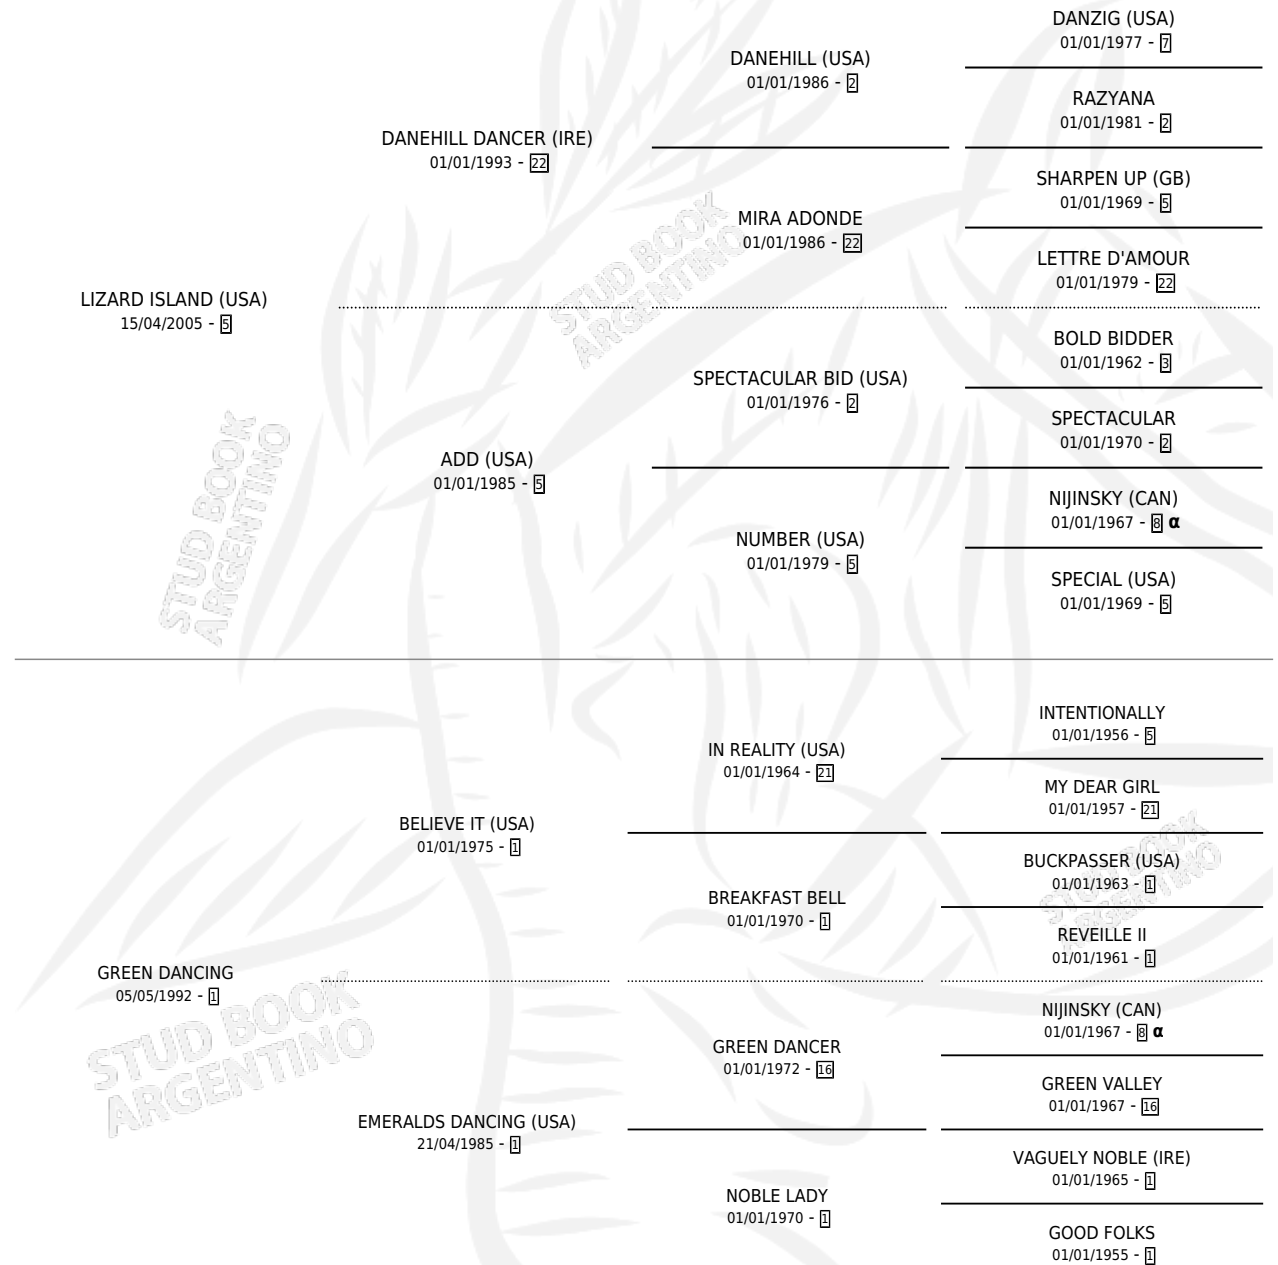 DANZIG (USA)
01/01/1977 - 7
DANEHILL (USA)
01/01/1986 - 2
RAZYANA
01/01/1981 - 2
DANEHILL DANCER (IRE)
01/01/1993 - 22
SHARPEN UP (GB)
01/01/1969 - 5
MIRA ADONDE
01/01/1986 - 22
LETTRE D'AMOUR
01/01/1979 - 22
LIZARD ISLAND (USA)
15/04/2005 - 5
BOLD BIDDER
01/01/1962 - 3
SPECTACULAR BID (USA)
01/01/1976 - 2
SPECTACULAR
01/01/1970 - 2
ADD (USA)
01/01/1985 - 5
NIJINSKY (CAN)
01/01/1967 - 8 α
NUMBER (USA)
01/01/1979 - 5
SPECIAL (USA)
01/01/1969 - 5
INTENTIONALLY
01/01/1956 - 5
IN REALITY (USA)
01/01/1964 - 21
MY DEAR GIRL
01/01/1957 - 21
BELIEVE IT (USA)
01/01/1975 - 1
BUCKPASSER (USA)
01/01/1963 - 1
BREAKFAST BELL
01/01/1970 - 1
REVEILLE II
01/01/1961 - 1
GREEN DANCING
05/05/1992 - 1
NIJINSKY (CAN)
01/01/1967 - 8 α
GREEN DANCER
01/01/1972 - 16
GREEN VALLEY
01/01/1967 - 16
EMERALDS DANCING (USA)
21/04/1985 - 1
VAGUELY NOBLE (IRE)
01/01/1965 - 1
NOBLE LADY
01/01/1970 - 1
GOOD FOLKS
01/01/1955 - 1
STUD BOOK
ARGENTINO
STUD BOOK
ARGENTINO
STUD BOOK
ARGENTINO
STUD BOOK
ARGENTINO